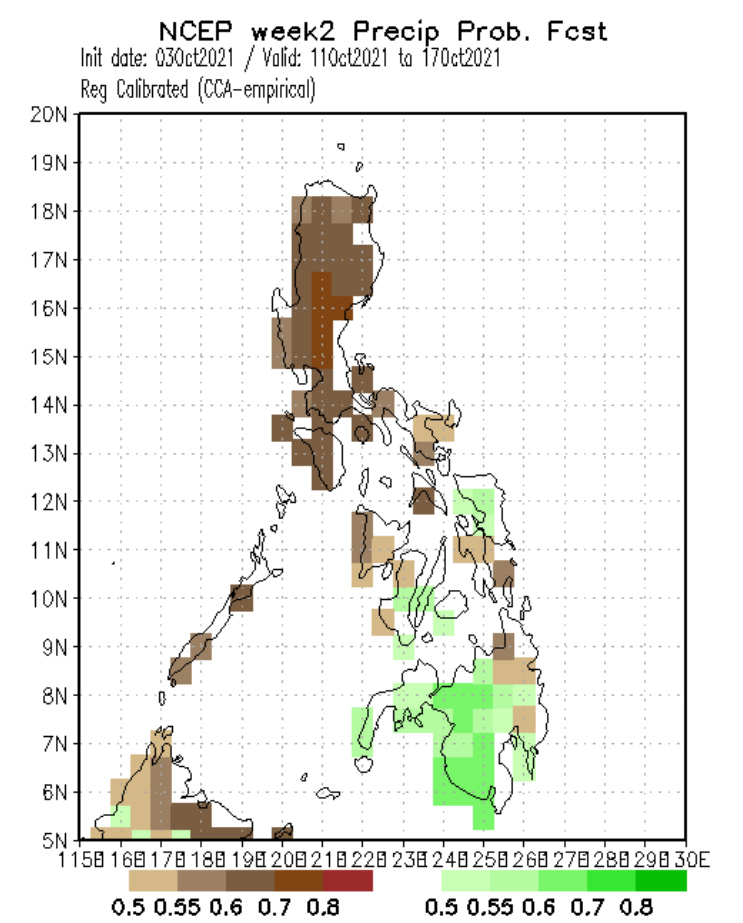 NCEP week2 Precip Prob. Fcst
Init date: 03Oct2021 / Valid: 11Oct2021 to 17Oct2021
Reg Calibrated (CCA-empirical)
20N
19N
18N
17N
16N
15N
14N
13N
12N
11N
10N
9N
8N
7N
6N
5N
115E 116E 117E 118E 119E 120E 121E 122E 123E 124E 125E 126E 127E 128E 129E 130E
0.5 0.55 0.6 0.7 0.8 0.5 0.55 0.6 0.7 0.8